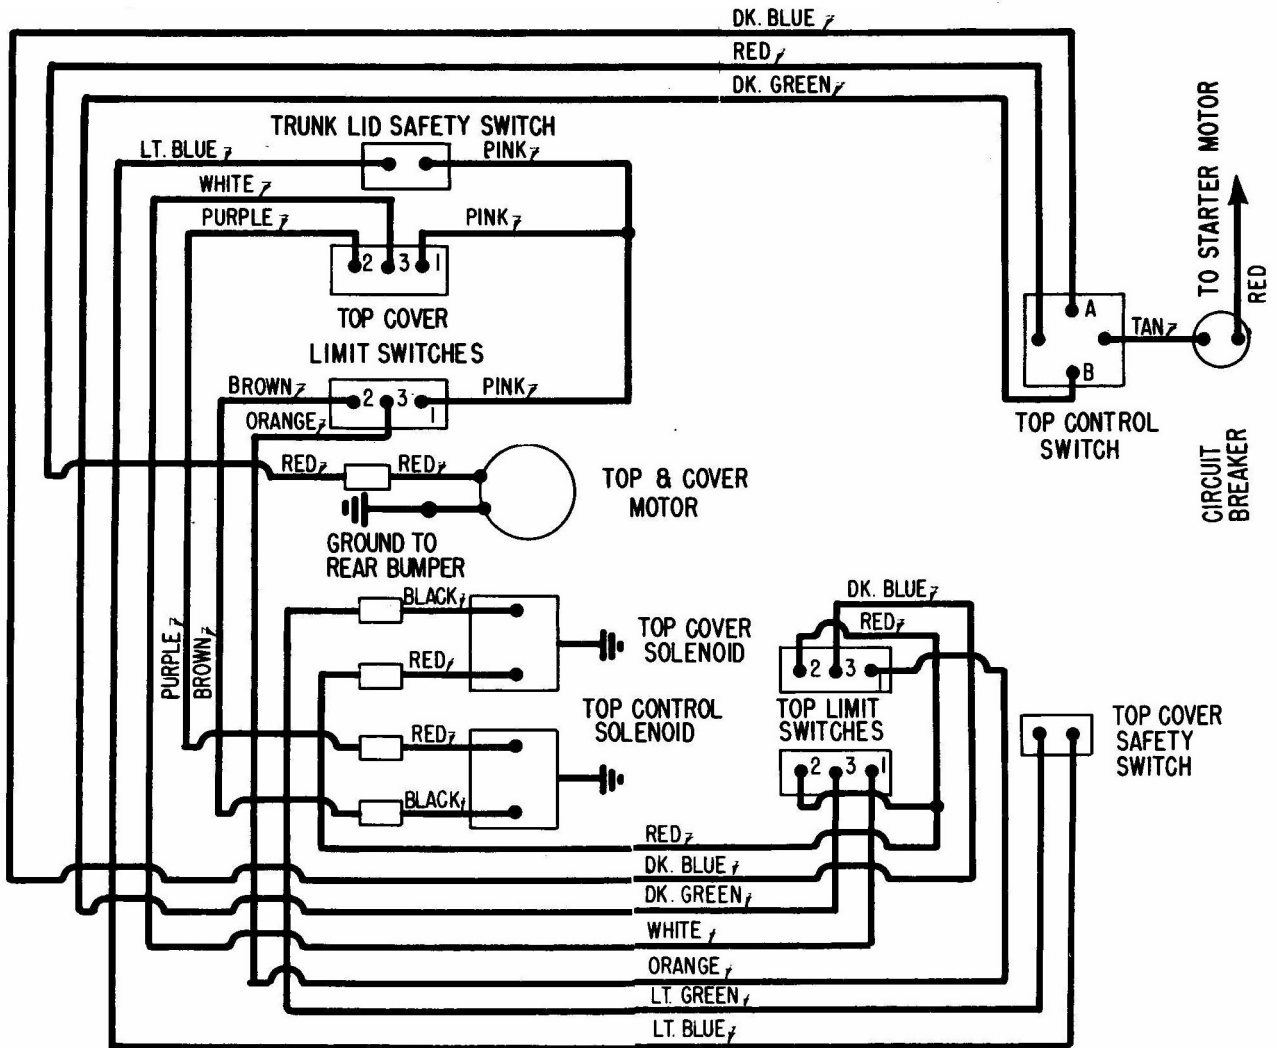 DK. BLUE
RED
DK. GREEN
TRUNK LID SAFETY SWITCH
LT. BLUE
PINK
WHITE
PURPLE
PINK
2 3 1
TOP COVER
LIMIT SWITCHES
BROWN
2 3 1
PINK
ORANGE
RED
RED
TOP & COVER
MOTOR
GROUND TO
REAR BUMPER
A
B
TAN
TOP CONTROL
SWITCH
TO STARTER MOTOR
RED
CIRCUIT
BREAKER
BLACK
TOP COVER
SOLENOID
RED
PURPLE
BROWN
TOP CONTROL
SOLENOID
RED
BLACK
DK. BLUE
RED
2 3 1
TOP LIMIT
SWITCHES
2 3 1
TOP COVER
SAFETY
SWITCH
RED
DK. BLUE
DK. GREEN
WHITE
ORANGE
LT. GREEN
LT. BLUE